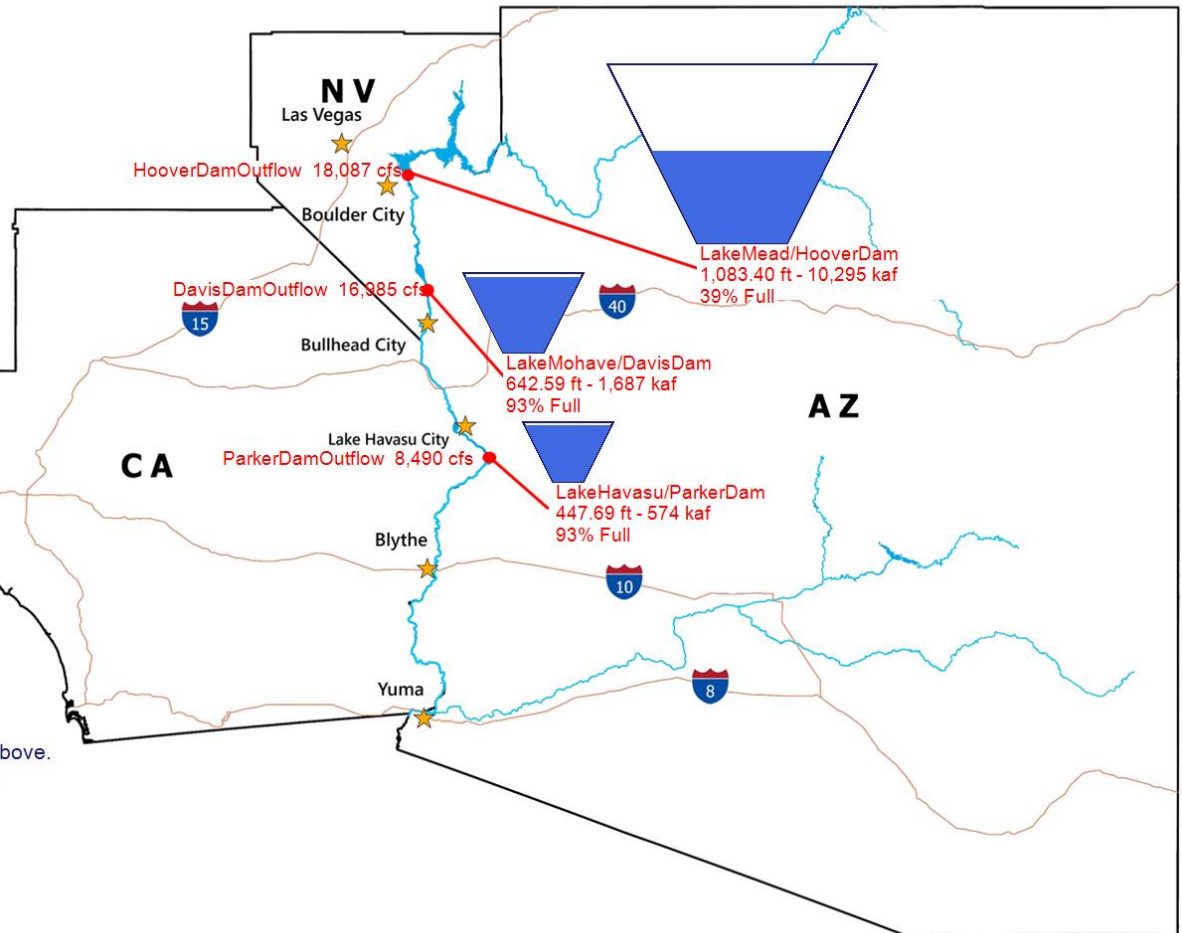 N V
Las Vegas
HooverDamOutflow 18,087 cfs
Boulder City
LakeMead/HooverDam
1,083.40 ft - 10,295 kaf
39% Full
DavisDamOutflow 16,985 cfs
15
40
Bullhead City
LakeMohave/DavisDam
642.59 ft - 1,687 kaf
93% Full
A Z
Lake Havasu City
C A
ParkerDamOutflow 8,490 cfs
LakeHavasu/ParkerDam
447.69 ft - 574 kaf
93% Full
Blythe
10
Yuma
8
bove.